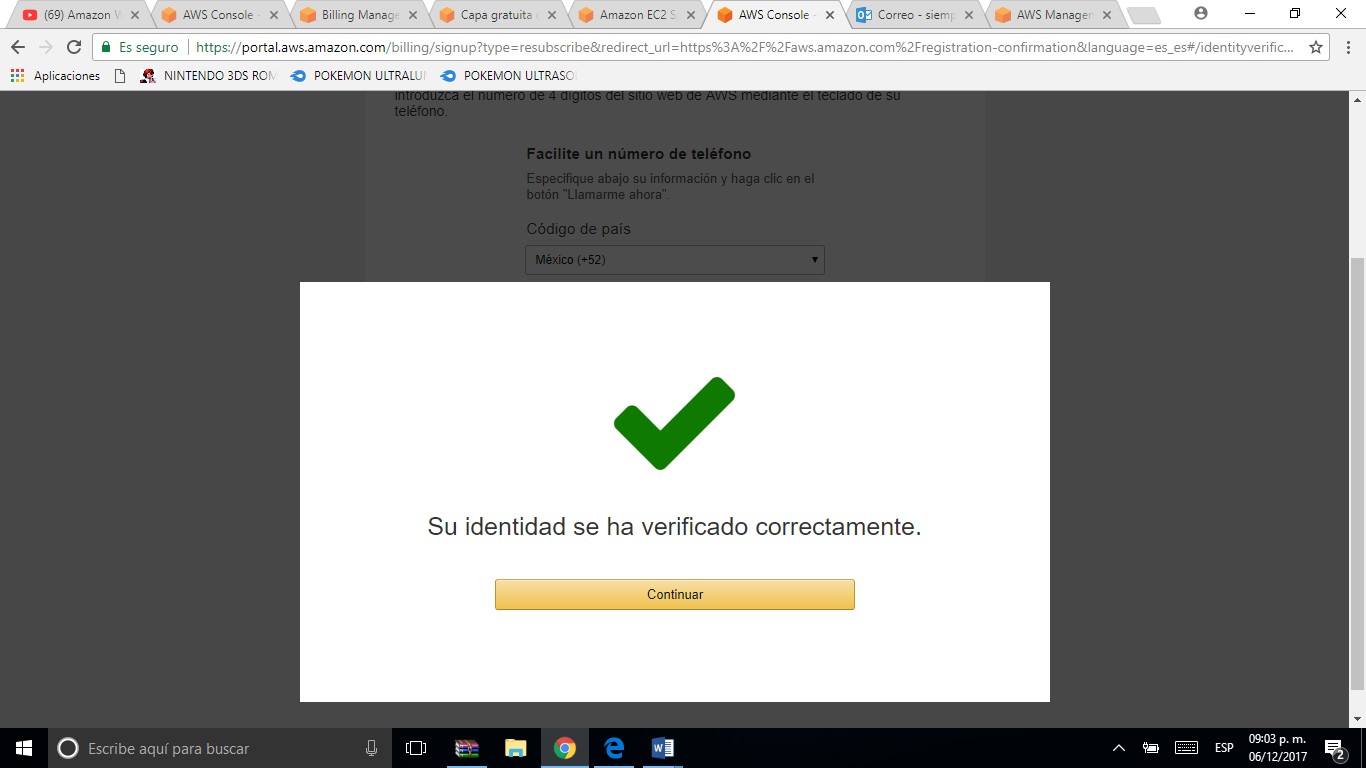 (69) Amazon W
AWS Console -
Billing Manage
Capa gratuita
Amazon EC2 S
AWS Console -
Correo - siemp
AWS Managem
Es seguro
https://portal.aws.amazon.com/billing/signup?type=resubscribe&redirect_url=https%3A%2F%2Faws.amazon.com%2Fregistration-confirmation&language=es_es#/identityverific...
Aplicaciones
NINTENDO 3DS ROM
POKEMON ULTRALU
POKEMON ULTRASO
introduzca el número de 4 dígitos del sitio web de AWS mediante el teclado de su
teléfono.
Facilite un número de teléfono
Especifique abajo su información y haga clic en el
botón "Llamarme ahora".
Código de país
México (+52)
Su identidad se ha verificado correctamente.
Continuar
Escribe aquí para buscar
ESP
09:03 p. m.
06/12/2017
2